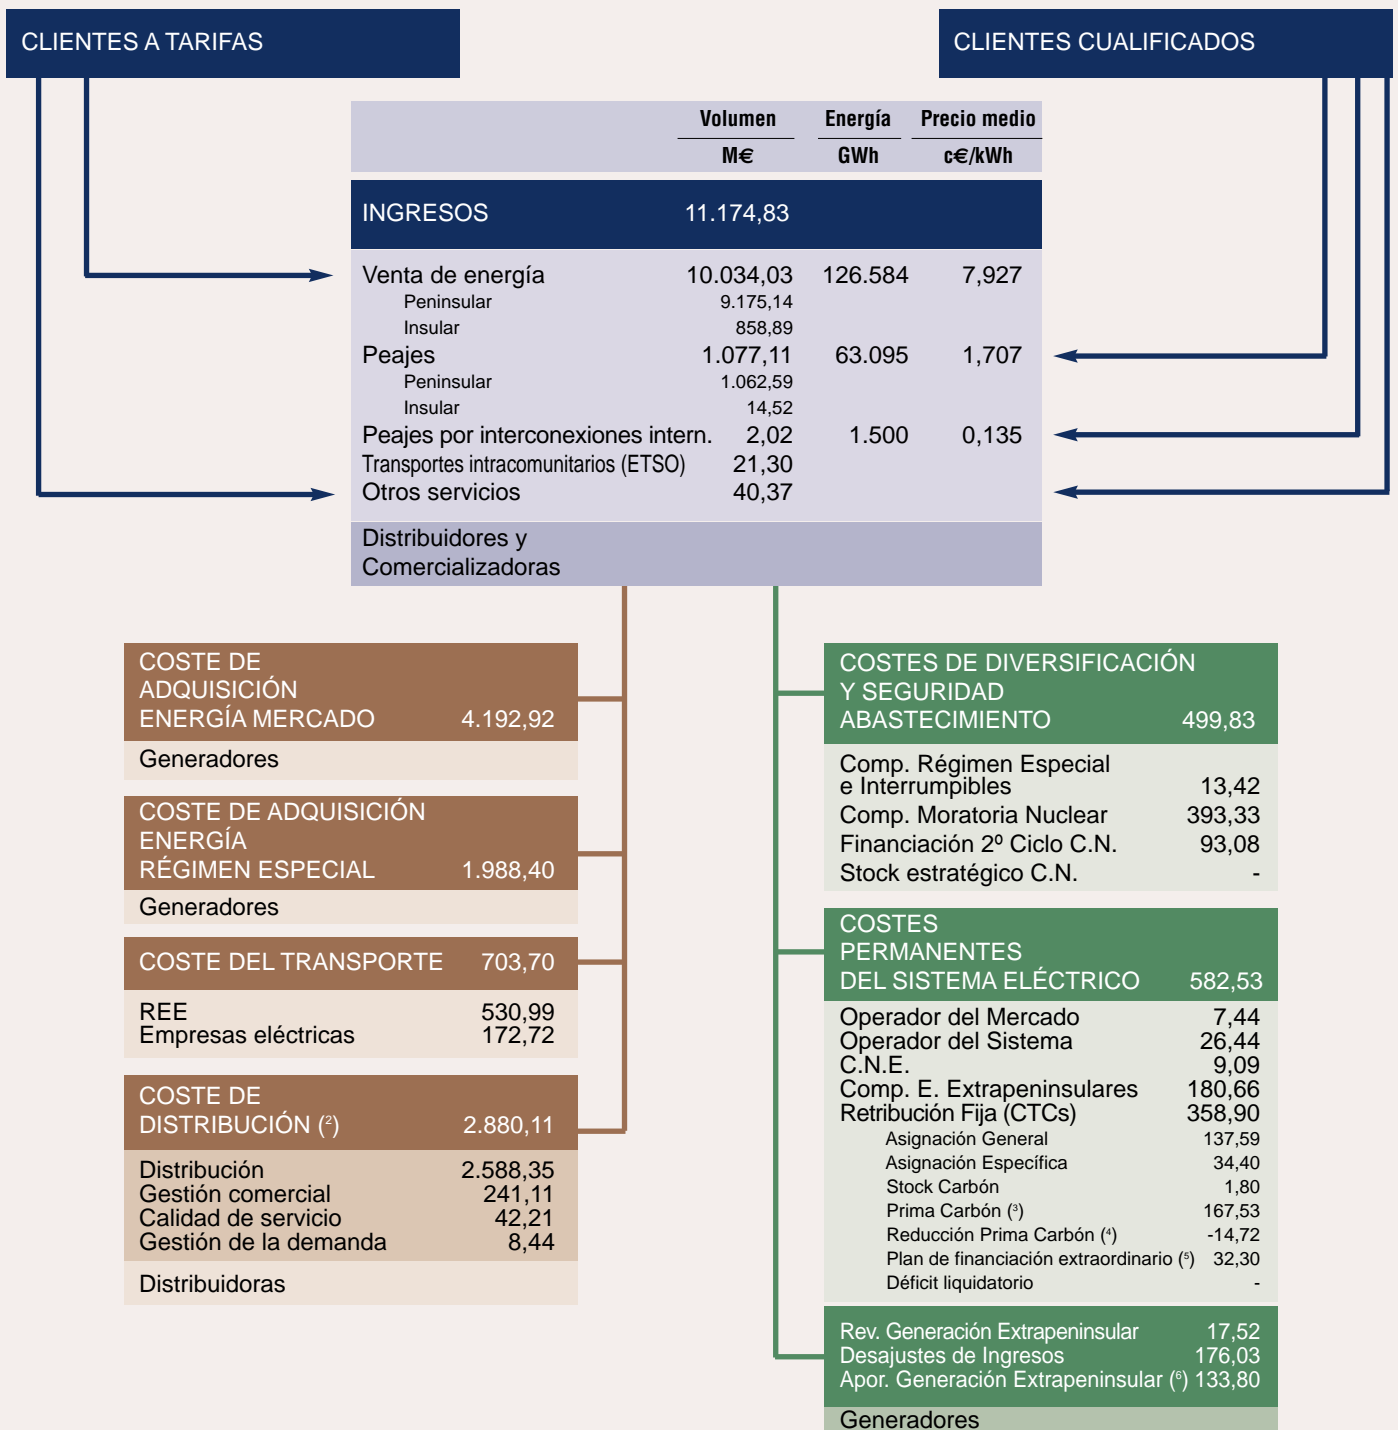 CLIENTES A TARIFAS
CLIENTES CUALIFICADOS
Volumen Energía Precio medio
M€ GWh c€/kWh
INGRESOS 11.174,83
Venta de energía 10.034,03 126.584 7,927
Peninsular 9.175,14
Insular 858,89
Peajes 1.077,11 63.095 1,707
Peninsular 1.062,59
Insular 14,52
Peajes por interconexiones intern. 2,02 1.500 0,135
Transportes intracomunitarios (ETSO) 21,30
Otros servicios 40,37
Distribuidores y
Comercializadoras
COSTE DE
ADQUISICIÓN
ENERGÍA MERCADO 4.192,92
Generadores
COSTE DE ADQUISICIÓN
ENERGÍA
RÉGIMEN ESPECIAL 1.988,40
Generadores
COSTE DEL TRANSPORTE 703,70
REE 530,99
Empresas eléctricas 172,72
COSTE DE
DISTRIBUCIÓN (2) 2.880,11
Distribución 2.588,35
Gestión comercial 241,11
Calidad de servicio 42,21
Gestión de la demanda 8,44
Distribuidoras
COSTES DE DIVERSIFICACIÓN
Y SEGURIDAD
ABASTECIMIENTO 499,83
Comp. Régimen Especial
e Interrumpibles 13,42
Comp. Moratoria Nuclear 393,33
Financiación 2º Ciclo C.N. 93,08
Stock estratégico C.N. -
COSTES
PERMANENTES
DEL SISTEMA ELÉCTRICO 582,53
Operador del Mercado 7,44
Operador del Sistema 26,44
C.N.E. 9,09
Comp. E. Extrapeninsulares 180,66
Retribución Fija (CTCs) 358,90
Asignación General 137,59
Asignación Específica 34,40
Stock Carbón 1,80
Prima Carbón (3) 167,53
Reducción Prima Carbón (4) -14,72
Plan de financiación extraordinario (5) 32,30
Déficit liquidatorio -
Rev. Generación Extrapeninsular 17,52
Desajustes de Ingresos 176,03
Apor. Generación Extrapeninsular (6) 133,80
Generadores